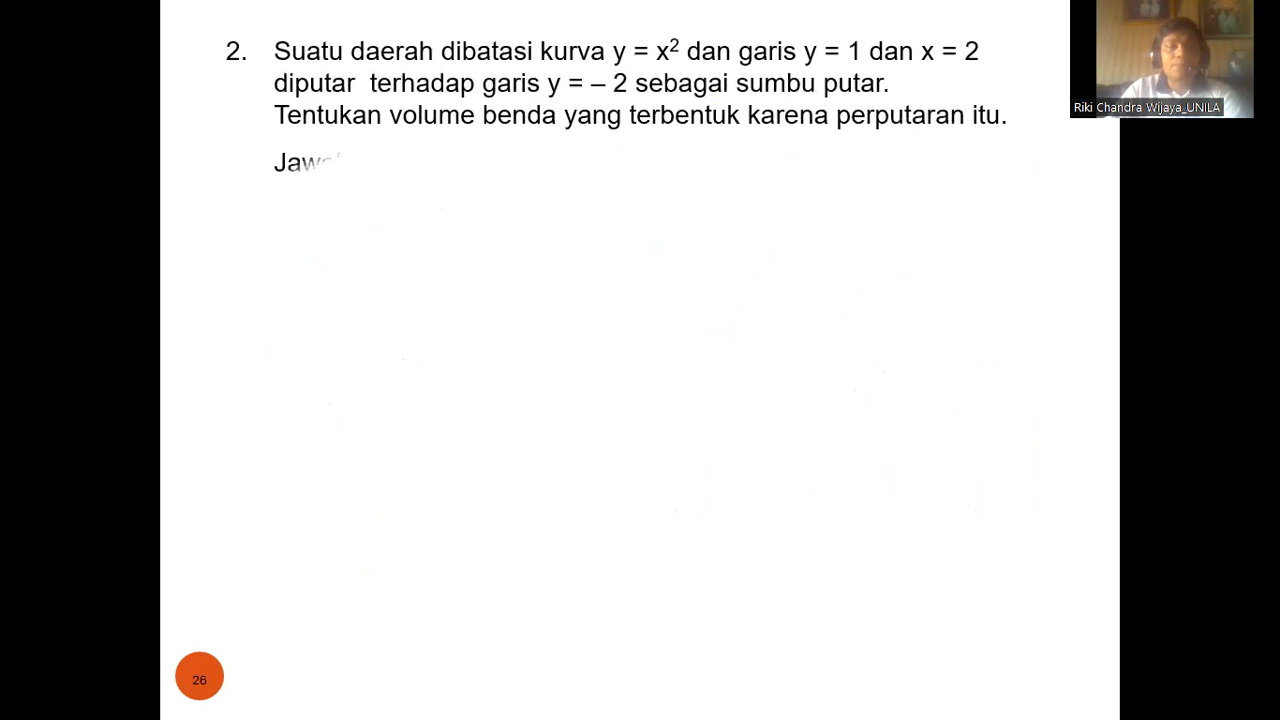 2. Suatu daerah dibatasi kurva y = x² dan garis y = 1 dan x = 2
diputar terhadap garis y = – 2 sebagai sumbu putar.
Tentukan volume benda yang terbentuk karena perputaran itu.
Riki Chandra Wijaya_UNILA
26